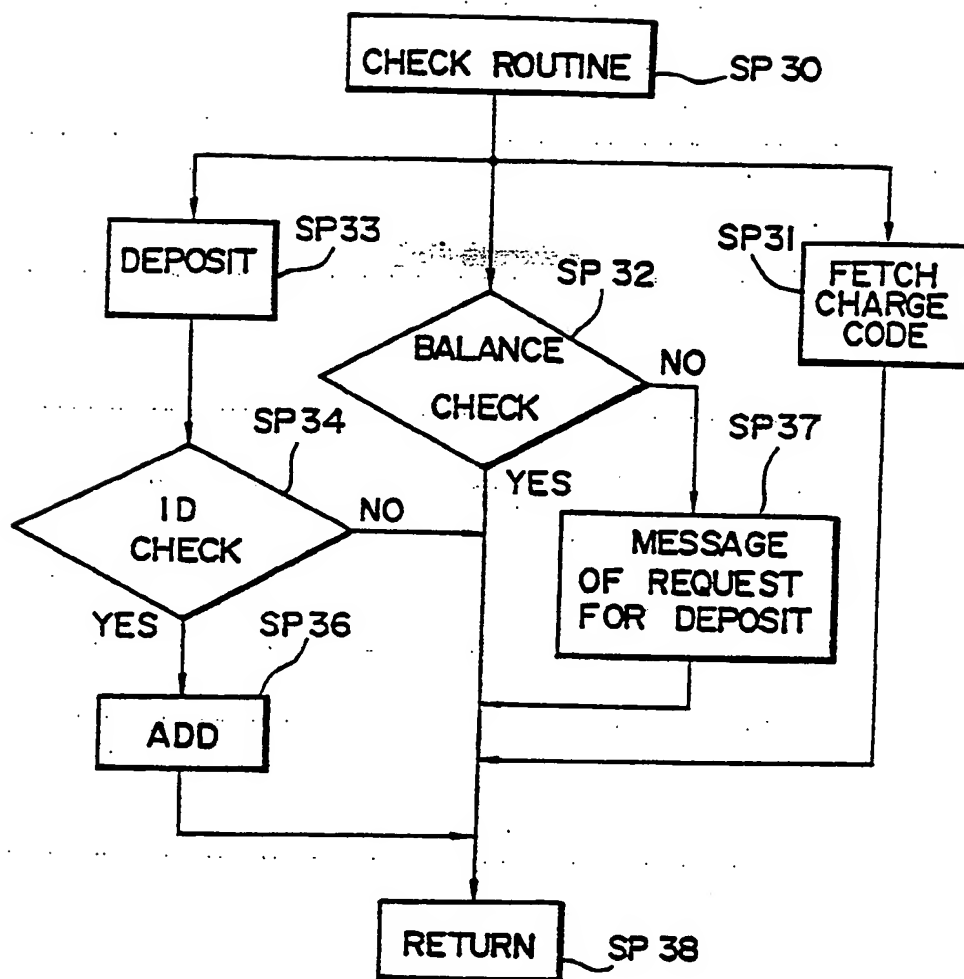 CHECK ROUTINE
SP 30
DEPOSIT
SP33
SP 32
SP31
FETCH
CHARGE
CODE
BALANCE
CHECK
NO
YES
SP34
ID
CHECK
NO
YES
SP37
MESSAGE
OF REQUEST
FOR DEPOSIT
SP36
ADD
RETURN
SP 38